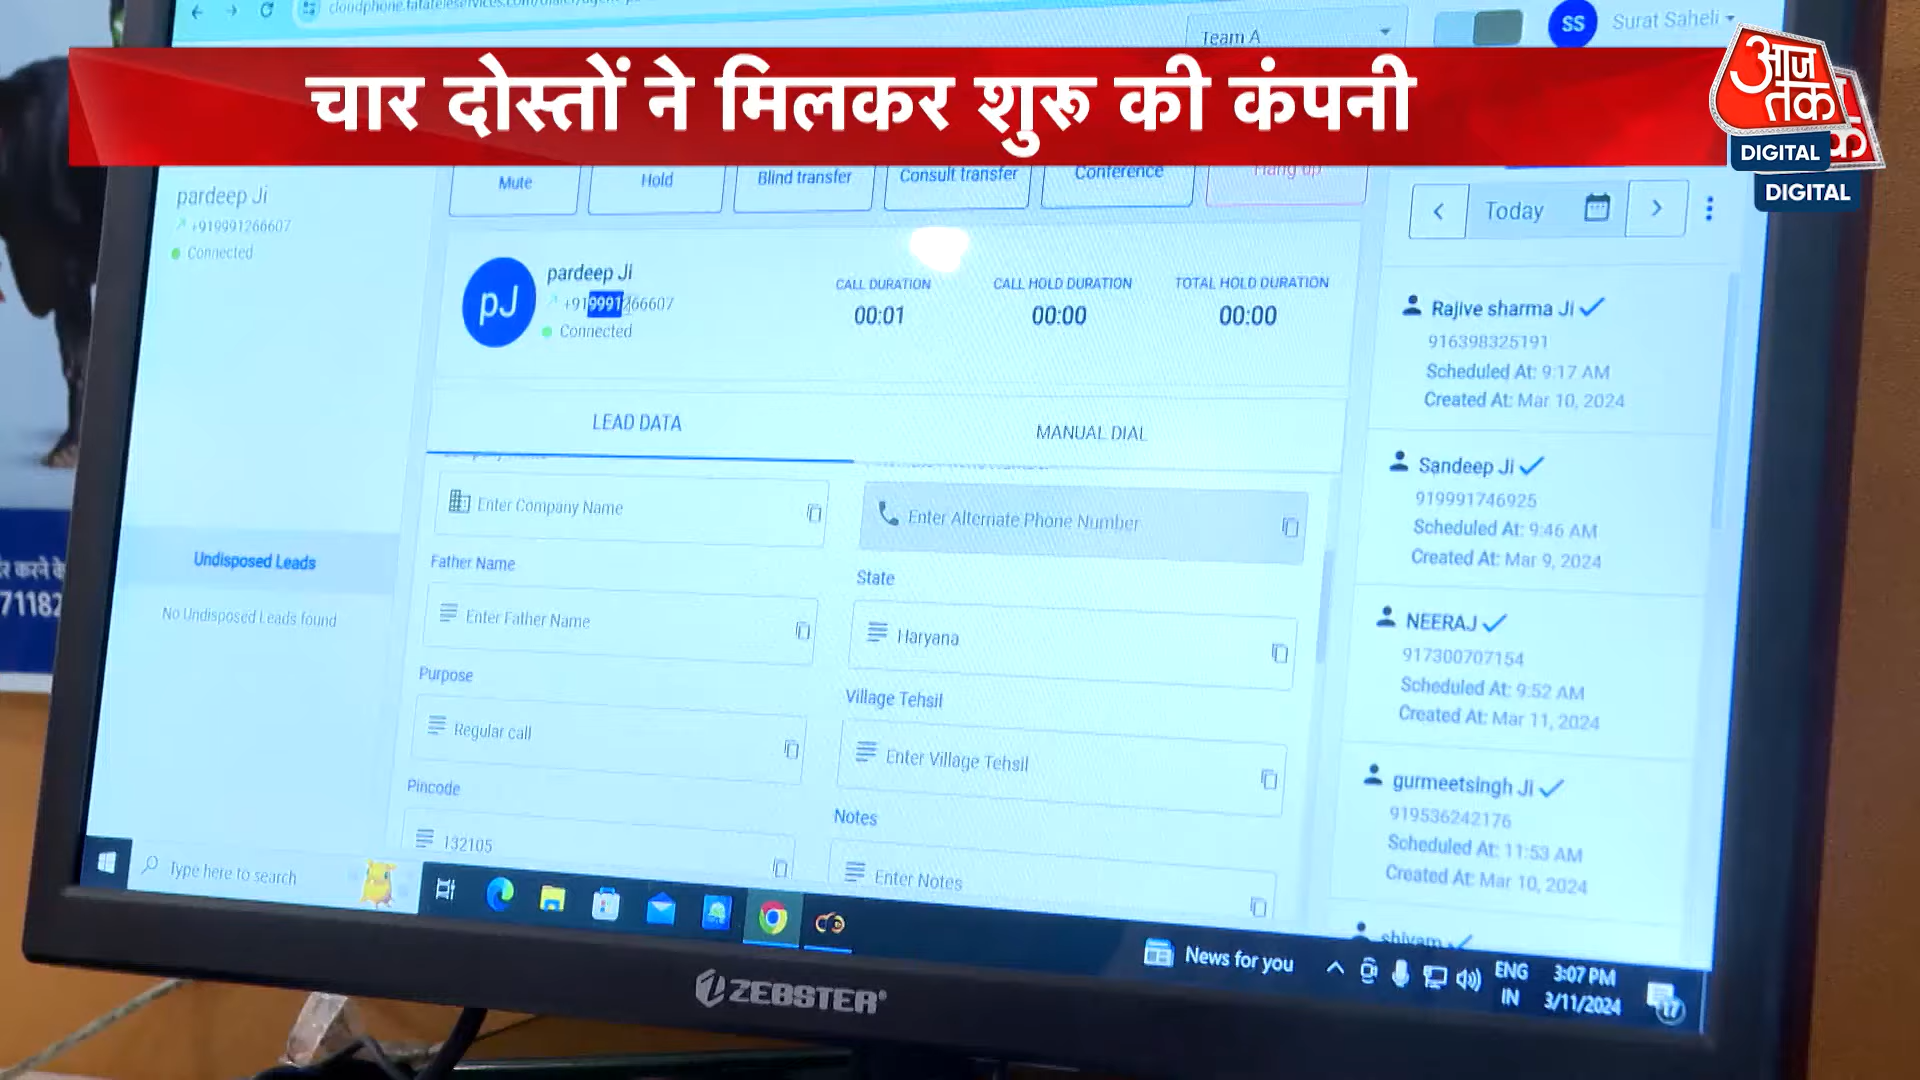 Team A
SS
Surat Saheli
चार दोस्तों ने मिलकर शुरू की कंपनी
आज तक
DIGITAL
DIGITAL
Mute
Hold
Blind transfer
Consult transfer
Conference
Hang up
pardeep Ji
+919991266607
Connected
pJ
pardeep Ji
+919991266607
Connected
CALL DURATION
00:01
CALL HOLD DURATION
00:00
TOTAL HOLD DURATION
00:00
Today
LEAD DATA
MANUAL DIAL
Enter Company Name
Enter Alternate Phone Number
Father Name
Enter Father Name
State
Haryana
Purpose
Regular call
Village Tehsil
Enter Village Tehsil
Pincode
132105
Notes
Enter Notes
Undisposed Leads
No Undisposed Leads found
Rajive sharma Ji
916398325191
Scheduled At: 9:17 AM
Created At: Mar 10, 2024
Sandeep Ji
919991746925
Scheduled At: 9:46 AM
Created At: Mar 9, 2024
NEERAJ
917300707154
Scheduled At: 9:52 AM
Created At: Mar 11, 2024
gurmeetsingh Ji
919536242176
Scheduled At: 11:53 AM
Created At: Mar 10, 2024
shivam
करने के
71182
Type here to search
News for you
ENG
IN
3:07 PM
3/11/2024
17
ZEBSTER